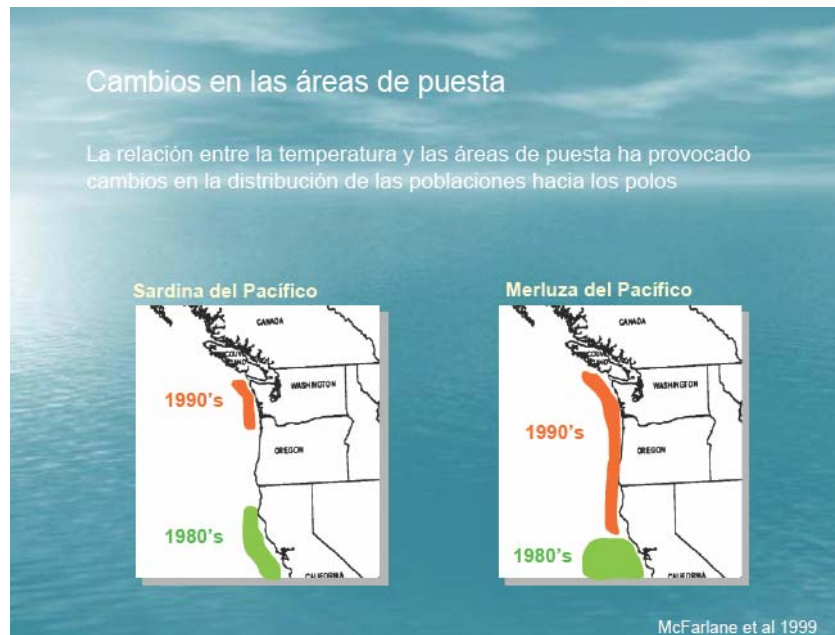 Cambios en las áreas de puesta
La relación entre la temperatura y las áreas de puesta ha provocado
cambios en la distribución de las poblaciones hacia los polos
Sardina del Pacífico
CANADA
WASHINGTON
1990's
OREGON
1980's
CALIFORNIA
Merluza del Pacífico
CANADA
WASHINGTON
1990's
OREGON
1980's
CALIFORNIA
McFarlane et al 1999